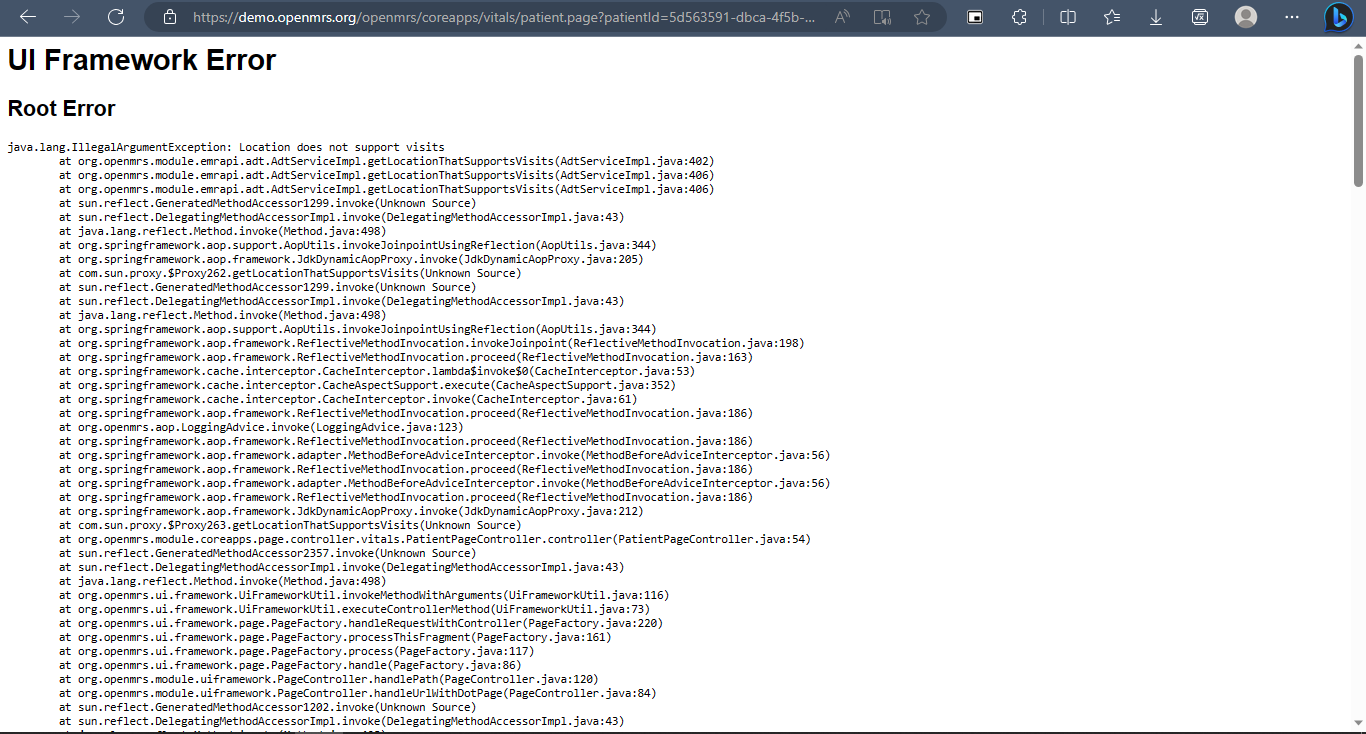 https://demo.openmrs.org/openmrs/coreapps/vitals/patient.page?patientId=5d563591-dbca-4f5b-...
UI Framework Error
Root Error
java.lang.IllegalArgumentException: Location does not support visits
at org.openmrs.module.emrapi.adt.AdtServiceImpl.getLocationThatSupportsVisits(AdtServiceImpl.java:402)
at org.openmrs.module.emrapi.adt.AdtServiceImpl.getLocationThatSupportsVisits(AdtServiceImpl.java:406)
at org.openmrs.module.emrapi.adt.AdtServiceImpl.getLocationThatSupportsVisits(AdtServiceImpl.java:406)
at sun.reflect.GeneratedMethodAccessor1299.invoke(Unknown Source)
at sun.reflect.DelegatingMethodAccessorImpl.invoke(DelegatingMethodAccessorImpl.java:43)
at java.lang.reflect.Method.invoke(Method.java:498)
at org.springframework.aop.support.AopUtils.invokeJoinpointUsingReflection(AopUtils.java:344)
at org.springframework.aop.framework.JdkDynamicAopProxy.invoke(JdkDynamicAopProxy.java:205)
at com.sun.proxy.$Proxy262.getLocationThatSupportsVisits(Unknown Source)
at sun.reflect.GeneratedMethodAccessor1299.invoke(Unknown Source)
at sun.reflect.DelegatingMethodAccessorImpl.invoke(DelegatingMethodAccessorImpl.java:43)
at java.lang.reflect.Method.invoke(Method.java:498)
at org.springframework.aop.support.AopUtils.invokeJoinpointUsingReflection(AopUtils.java:344)
at org.springframework.aop.framework.ReflectiveMethodInvocation.invokeJoinpoint(ReflectiveMethodInvocation.java:198)
at org.springframework.aop.framework.ReflectiveMethodInvocation.proceed(ReflectiveMethodInvocation.java:163)
at org.springframework.cache.interceptor.CacheInterceptor.lambda$invoke$0(CacheInterceptor.java:53)
at org.springframework.cache.interceptor.CacheAspectSupport.execute(CacheAspectSupport.java:352)
at org.springframework.cache.interceptor.CacheInterceptor.invoke(CacheInterceptor.java:61)
at org.springframework.aop.framework.ReflectiveMethodInvocation.proceed(ReflectiveMethodInvocation.java:186)
at org.openmrs.aop.LoggingAdvice.invoke(LoggingAdvice.java:123)
at org.springframework.aop.framework.ReflectiveMethodInvocation.proceed(ReflectiveMethodInvocation.java:186)
at org.springframework.aop.framework.adapter.MethodBeforeAdviceInterceptor.invoke(MethodBeforeAdviceInterceptor.java:56)
at org.springframework.aop.framework.ReflectiveMethodInvocation.proceed(ReflectiveMethodInvocation.java:186)
at org.springframework.aop.framework.adapter.MethodBeforeAdviceInterceptor.invoke(MethodBeforeAdviceInterceptor.java:56)
at org.springframework.aop.framework.ReflectiveMethodInvocation.proceed(ReflectiveMethodInvocation.java:186)
at org.springframework.aop.framework.JdkDynamicAopProxy.invoke(JdkDynamicAopProxy.java:212)
at com.sun.proxy.$Proxy263.getLocationThatSupportsVisits(Unknown Source)
at org.openmrs.module.coreapps.page.controller.vitals.PatientPageController.controller(PatientPageController.java:54)
at sun.reflect.GeneratedMethodAccessor2357.invoke(Unknown Source)
at sun.reflect.DelegatingMethodAccessorImpl.invoke(DelegatingMethodAccessorImpl.java:43)
at java.lang.reflect.Method.invoke(Method.java:498)
at org.openmrs.ui.framework.UiFrameworkUtil.invokeMethodWithArguments(UiFrameworkUtil.java:116)
at org.openmrs.ui.framework.UiFrameworkUtil.executeControllerMethod(UiFrameworkUtil.java:73)
at org.openmrs.ui.framework.page.PageFactory.handleRequestWithController(PageFactory.java:220)
at org.openmrs.ui.framework.page.PageFactory.processThisFragment(PageFactory.java:161)
at org.openmrs.ui.framework.page.PageFactory.process(PageFactory.java:117)
at org.openmrs.ui.framework.page.PageFactory.handle(PageFactory.java:86)
at org.openmrs.module.uiframework.PageController.handlePath(PageController.java:120)
at org.openmrs.module.uiframework.PageController.handleUrlWithDotPage(PageController.java:84)
at sun.reflect.GeneratedMethodAccessor1202.invoke(Unknown Source)
at sun.reflect.DelegatingMethodAccessorImpl.invoke(DelegatingMethodAccessorImpl.java:43)